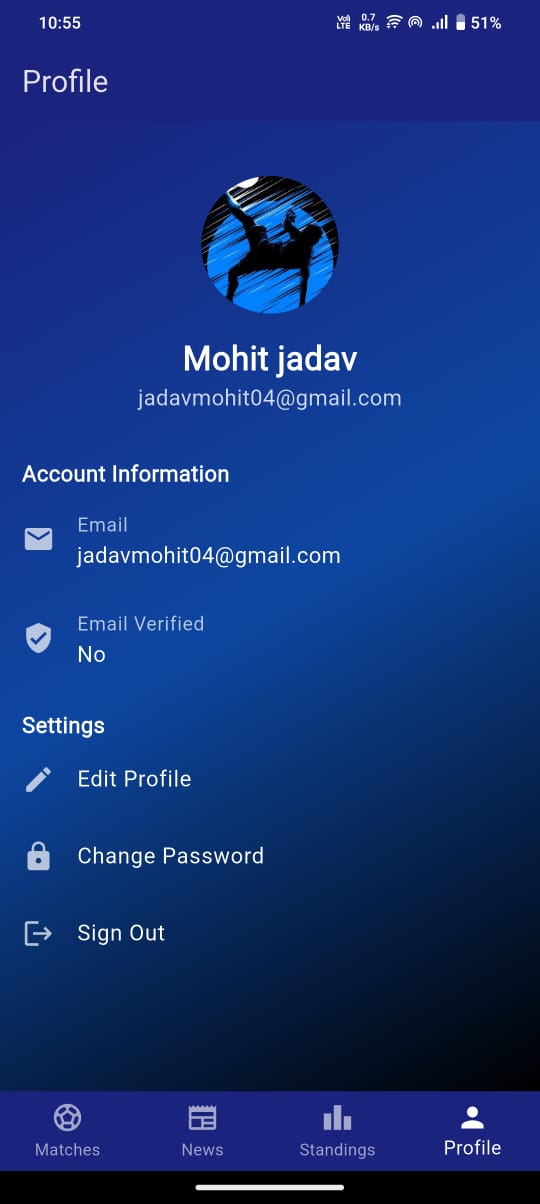 10:55
Vo) LTE 0.7 KB/s 51%
Profile
Mohit jadav
jadavmohit04@gmail.com
Account Information
Email
jadavmohit04@gmail.com
Email Verified
No
Settings
Edit Profile
Change Password
Sign Out
Matches News Standings Profile